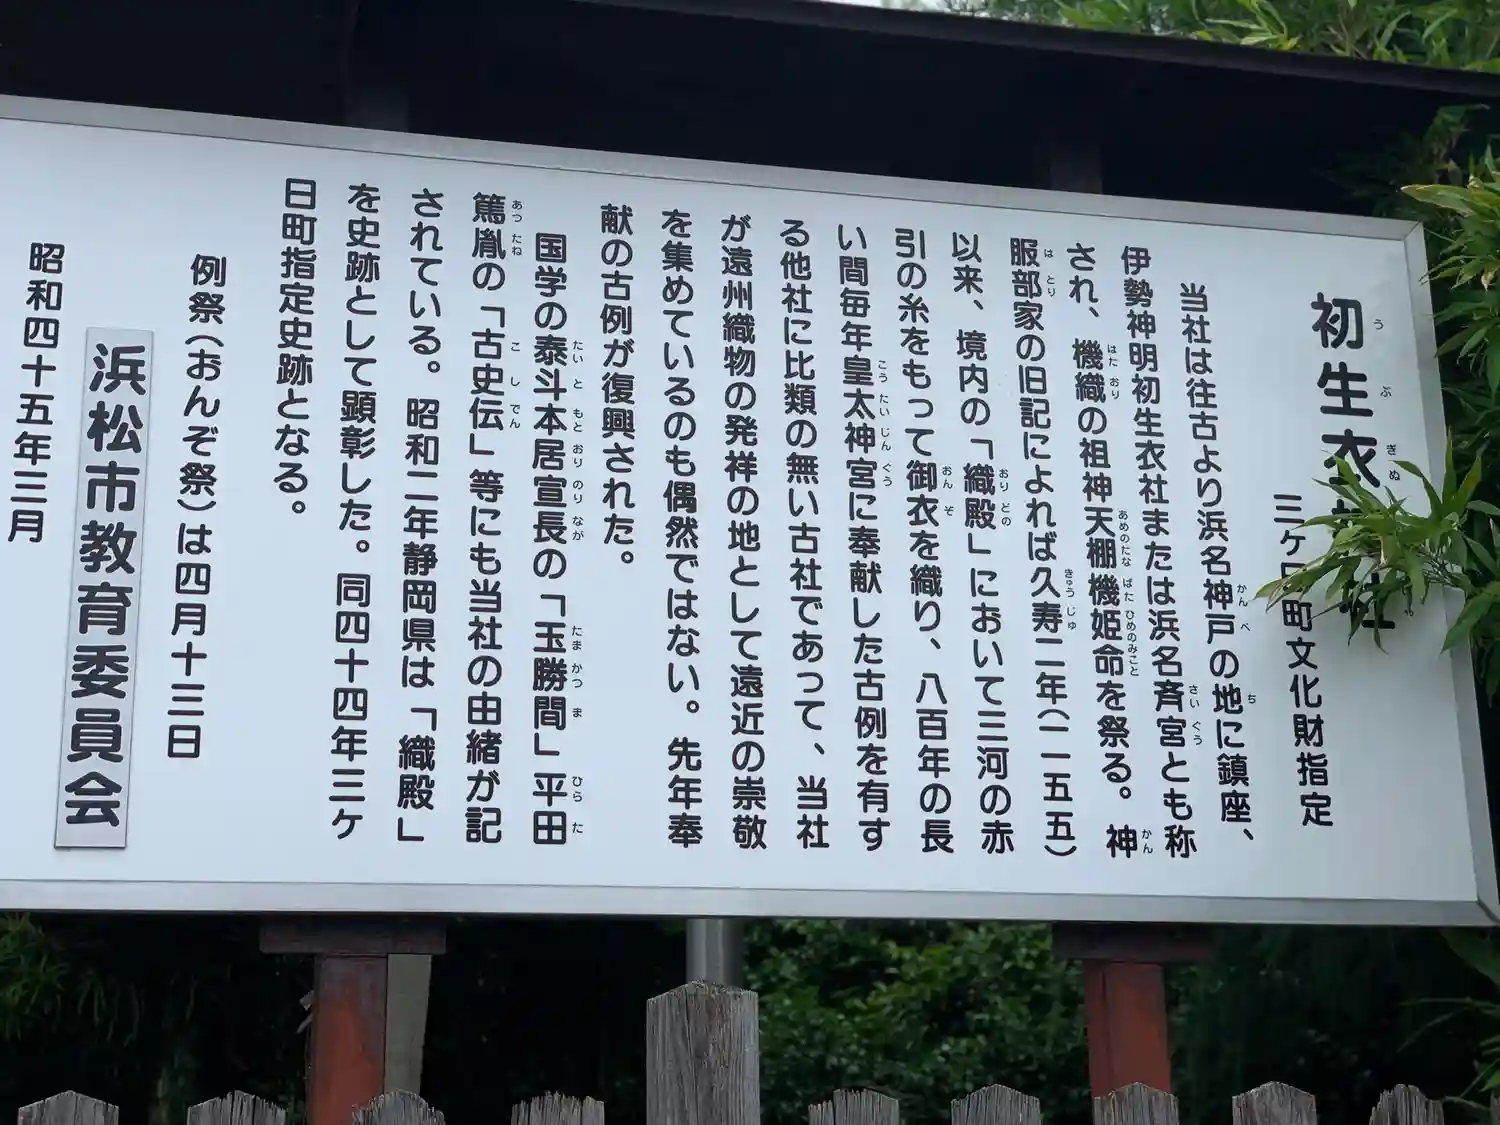 初生衣神社
三ケ日町文化財指定
当社は往古より浜名神戸の地に鎮座、
伊勢神明初生衣社または浜名斉宮とも称
され、機織の祖神天棚機姫命を祭る。神
服部家の旧記によれば久寿二年(一一五五)
以来、境内の「織殿」において三河の赤
引の糸をもって御衣を織り、八百年の長
い間毎年皇太神宮に奉献した古例を有す
る他社に比類の無い古社であって、当社
が遠州織物の発祥の地として遠近の崇敬
を集めているのも偶然ではない。先年奉
献の古例が復興された。
国学の泰斗本居宣長の「玉勝間」平田
篤胤の「古史伝」等にも当社の由緒が記
されている。昭和二年静岡県は「織殿」
を史跡として顕彰した。同四十四年三ケ
日町指定史跡となる。
例祭(おんぞ祭)は四月十三日
昭和四十五年三月
浜松市教育委員会